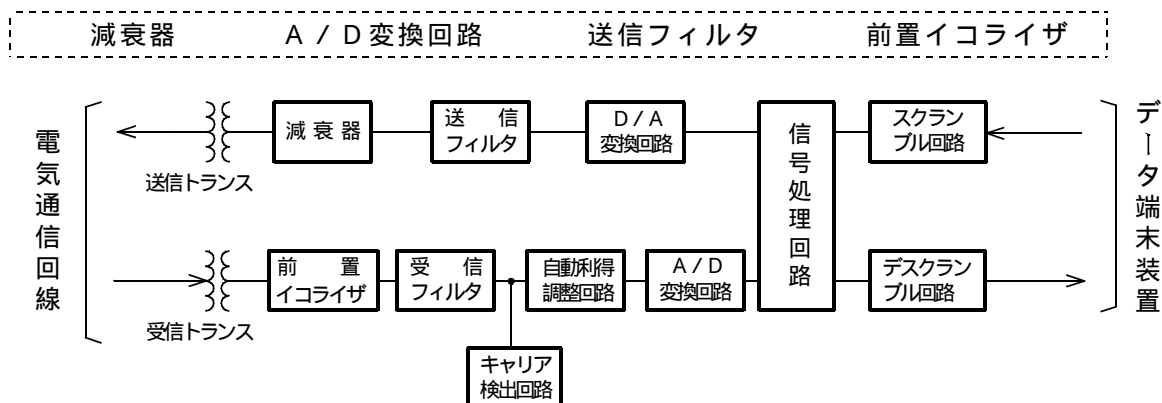 減衰器 A/D変換回路 送信フィルタ 前置イコライザ
電気通信回線
送信トランス
減衰器
送信
フィルタ
D/A
変換回路
信号処理回路
スクラン
ブル回路
データ端末装置
受信トランス
前置
イコライザ
受信
フィルタ
自動利得
調整回路
A/D
変換回路
デスクラン
ブル回路
キャリア
検出回路